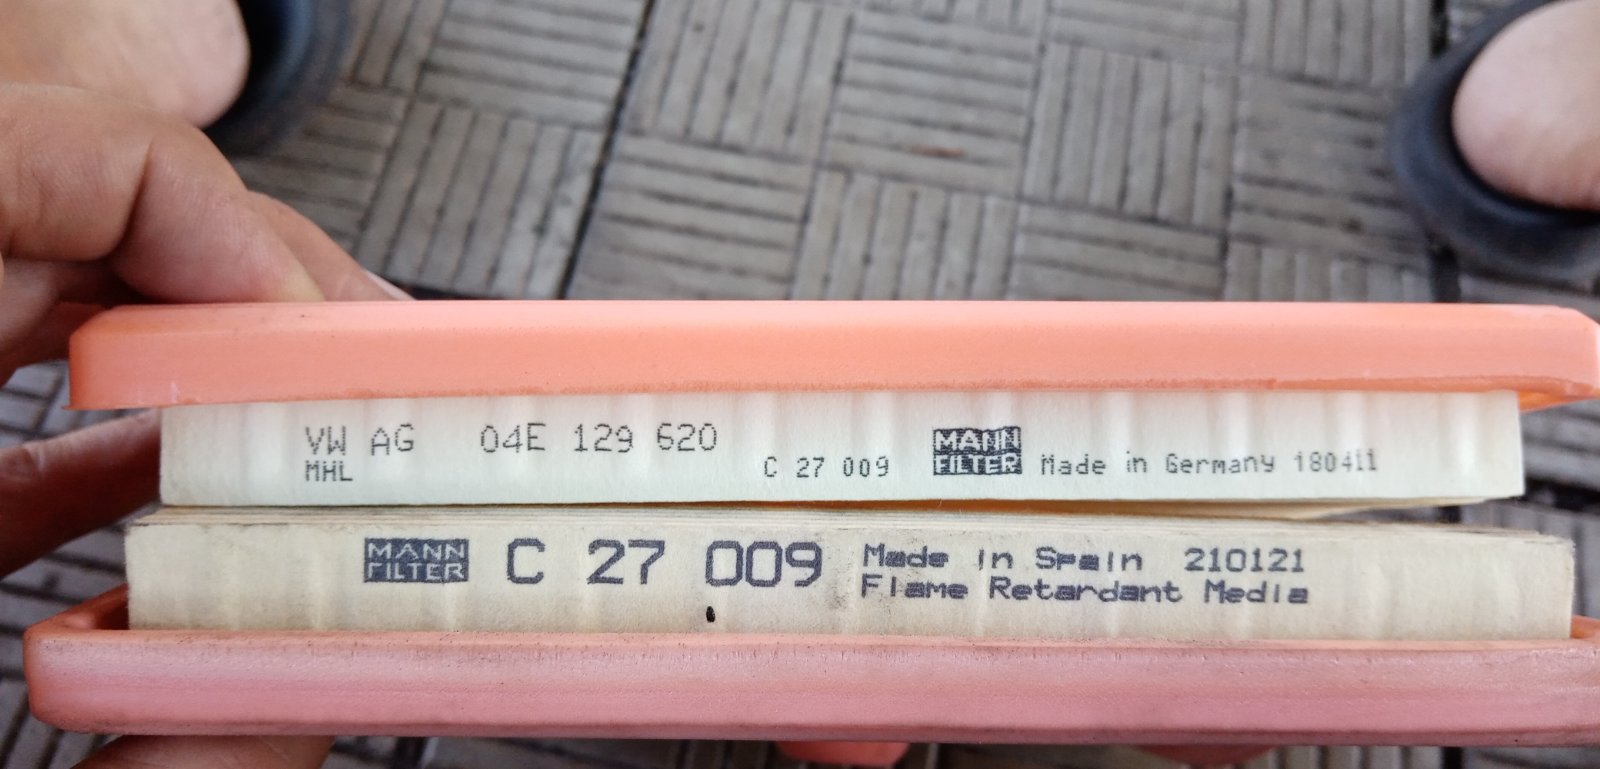 VW AG 04E 129 620
MHL
C 27 009 MANN FILTER Made in Germany 180411
MANN FILTER C 27 009 Made in Spain 210121
Flame Retardant Media